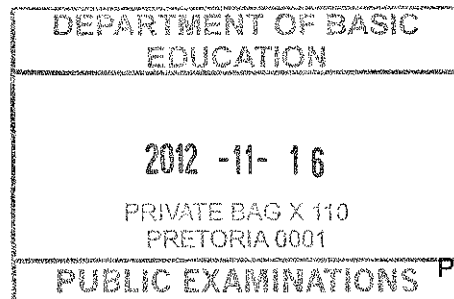 DEPARTMENT OF BASIC
EDUCATION
2012 -11- 16
PRIVATE BAG X 110
PRETORIA 0001
PUBLIC EXAMINATIONS P